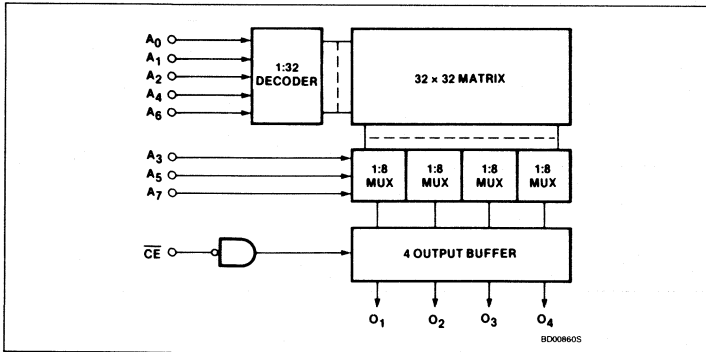 A0
A1
A2
A4
A6
1:32
DECODER
32 × 32 MATRIX
A3
A5
A7
1:8
MUX
1:8
MUX
1:8
MUX
1:8
MUX
CE
4 OUTPUT BUFFER
O1
O2
O3
O4
BD00860S